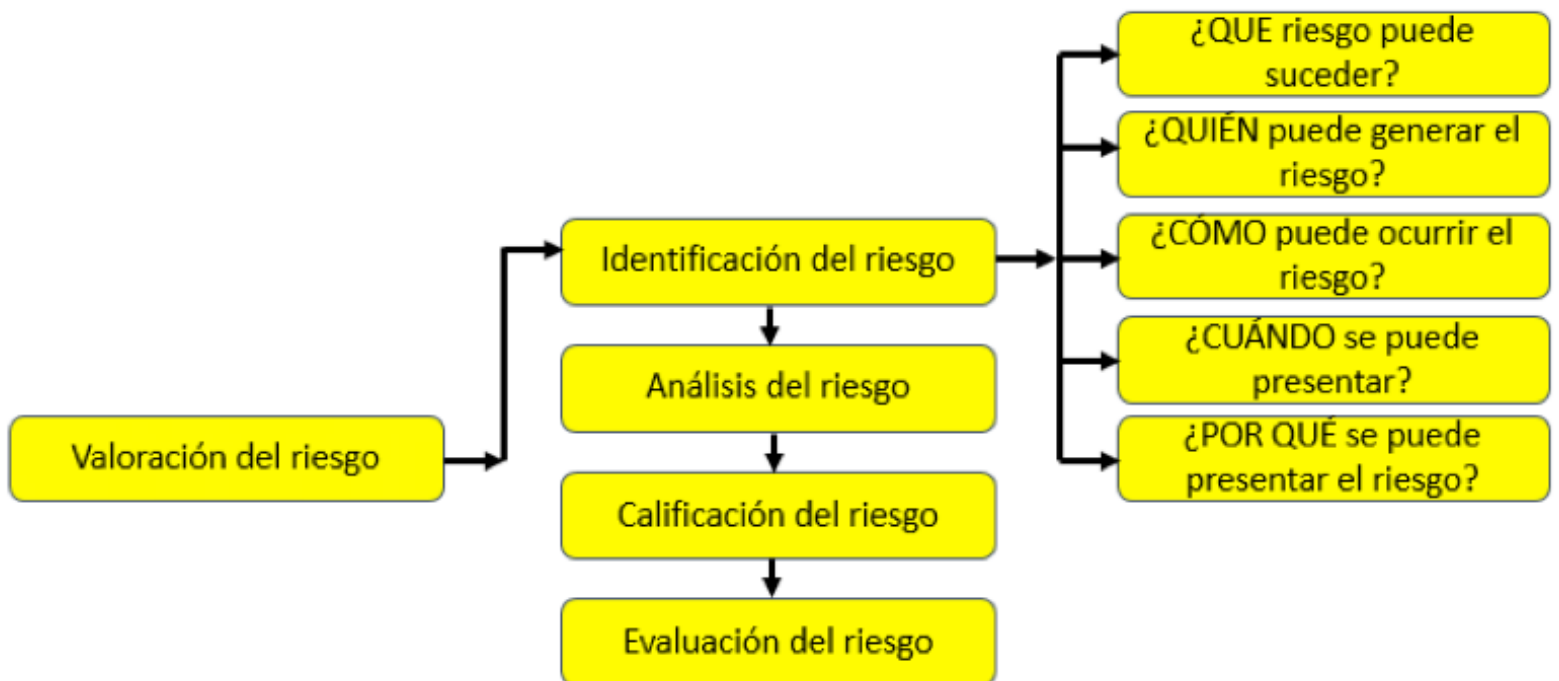 Valoración del riesgo
Identificación del riesgo
Análisis del riesgo
Calificación del riesgo
Evaluación del riesgo
¿QUE riesgo puede
suceder?
¿QUIÉN puede generar el
riesgo?
¿CÓMO puede ocurrir el
riesgo?
¿CUÁNDO se puede
presentar?
¿POR QUÉ se puede
presentar el riesgo?